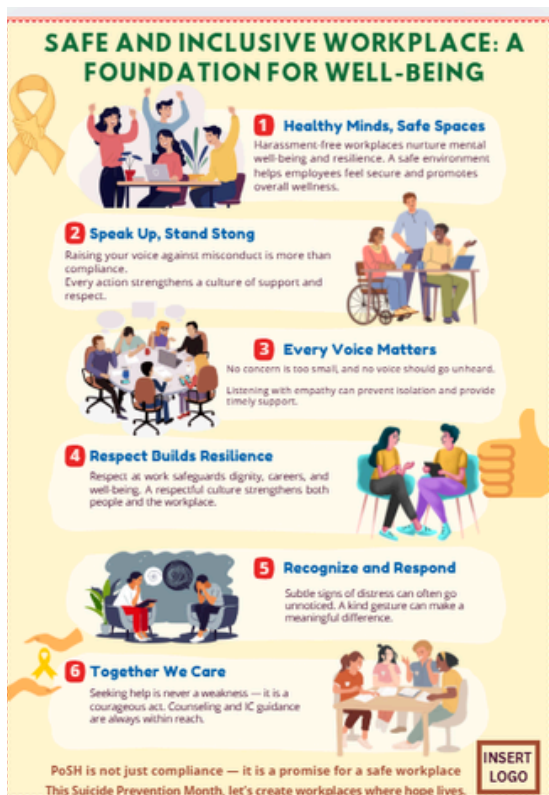 SAFE AND INCLUSIVE WORKPLACE: A
FOUNDATION FOR WELL-BEING
1 Healthy Minds, Safe Spaces
Harassment-free workplaces nurture mental
well-being and resilience. A safe environment
helps employees feel secure and promotes
overall wellness.
2 Speak Up, Stand Stong
Raising your voice against misconduct is more than
compliance.
Every action strengthens a culture of support and
respect.
3 Every Voice Matters
No concern is too small, and no voice should go unheard.
Listening with empathy can prevent isolation and provide
timely support.
4 Respect Builds Resilience
Respect at work safeguards dignity, careers, and
well-being. A respectful culture strengthens both
people and the workplace.
5 Recognize and Respond
Subtle signs of distress can often go
unnoticed. A kind gesture can make a
meaningful difference.
6 Together We Care
Seeking help is never a weakness — it is a
courageous act. Counseling and IC guidance
are always within reach.
INSERT
LOGO
PoSH is not just compliance — it is a promise for a safe workplace
This Suicide Prevention Month, let's create workplaces where hope lives.